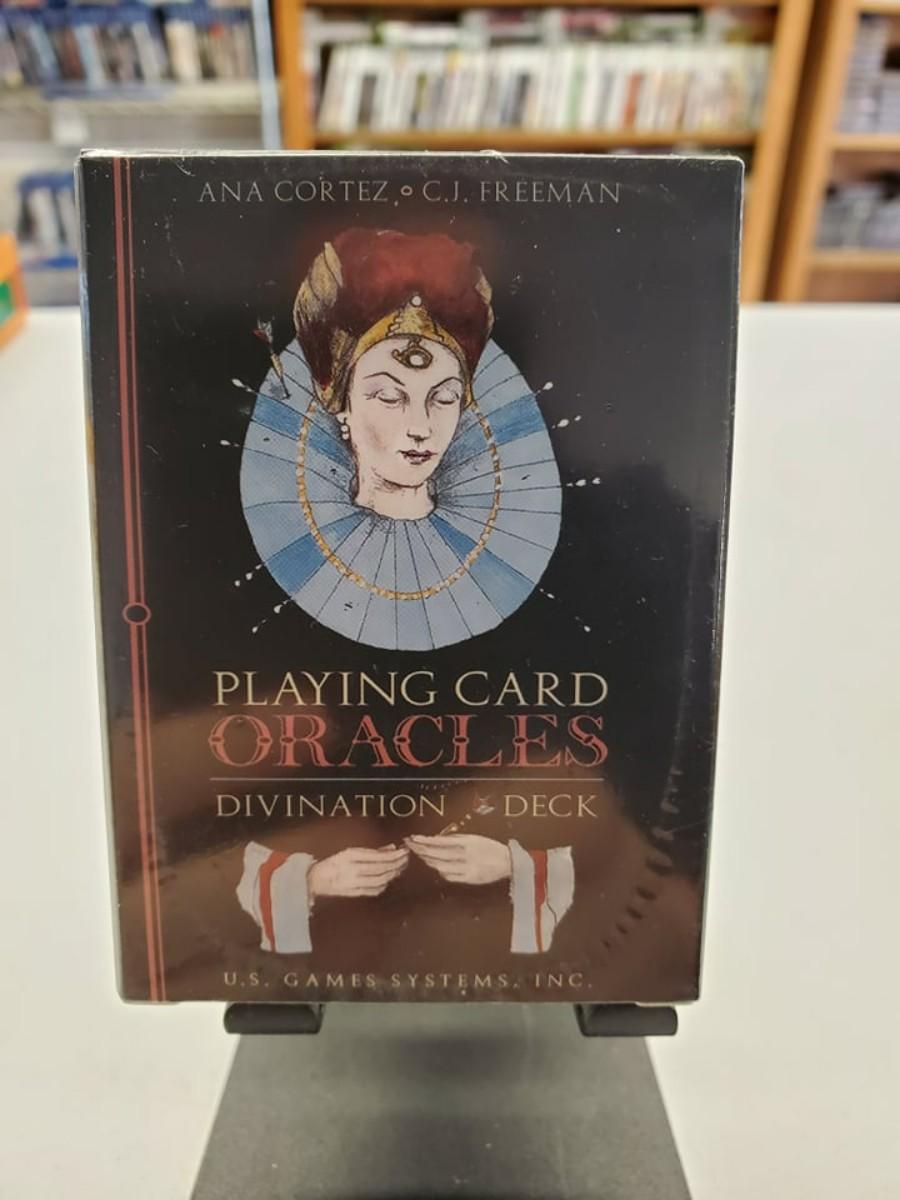 ANA CORTEZ ∘ C.J. FREEMAN
PLAYING CARD
ORACLES
DIVINATION DECK
U.S. GAMES SYSTEMS, INC.